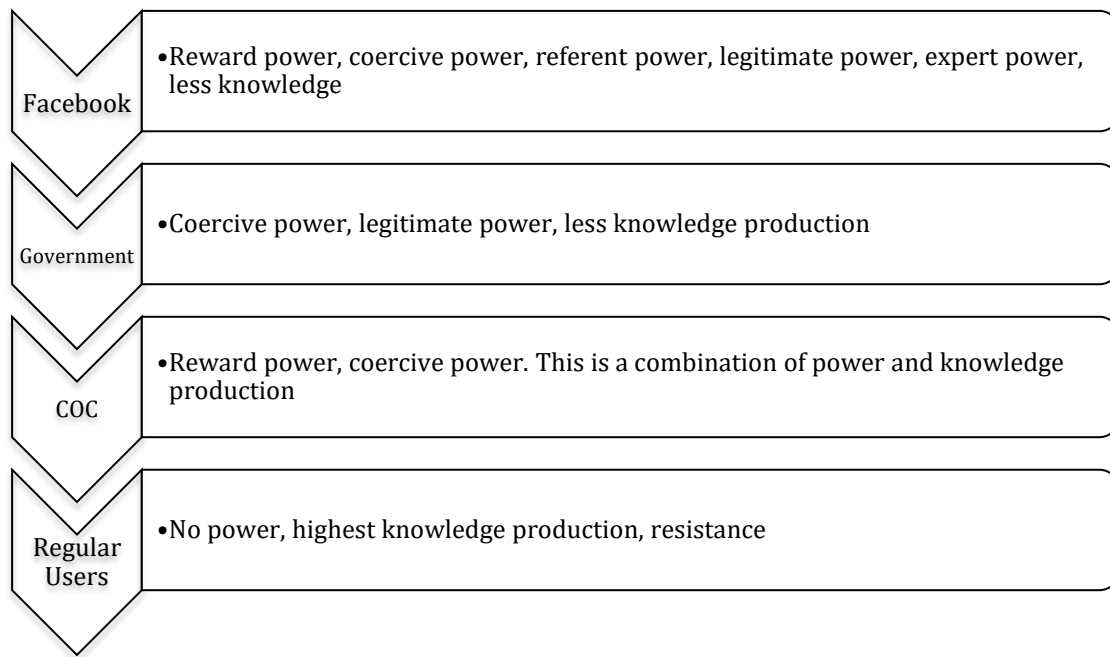 Facebook
•Reward power, coercive power, referent power, legitimate power, expert power,
less knowledge
Government
•Coercive power, legitimate power, less knowledge production
COC
•Reward power, coercive power. This is a combination of power and knowledge
production
Regular
Users
•No power, highest knowledge production, resistance